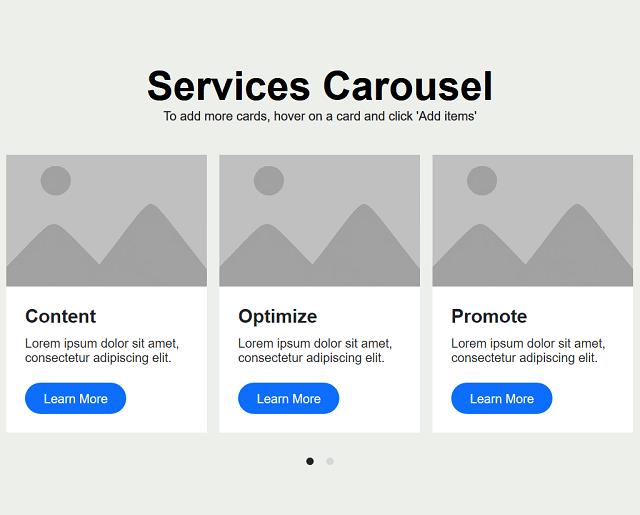 Services Carousel
To add more cards, hover on a card and click 'Add items'
Content
Lorem ipsum dolor sit amet,
consectetur adipiscing elit.
Learn More
Optimize
Lorem ipsum dolor sit amet,
consectetur adipiscing elit.
Learn More
Promote
Lorem ipsum dolor sit amet,
consectetur adipiscing elit.
Learn More